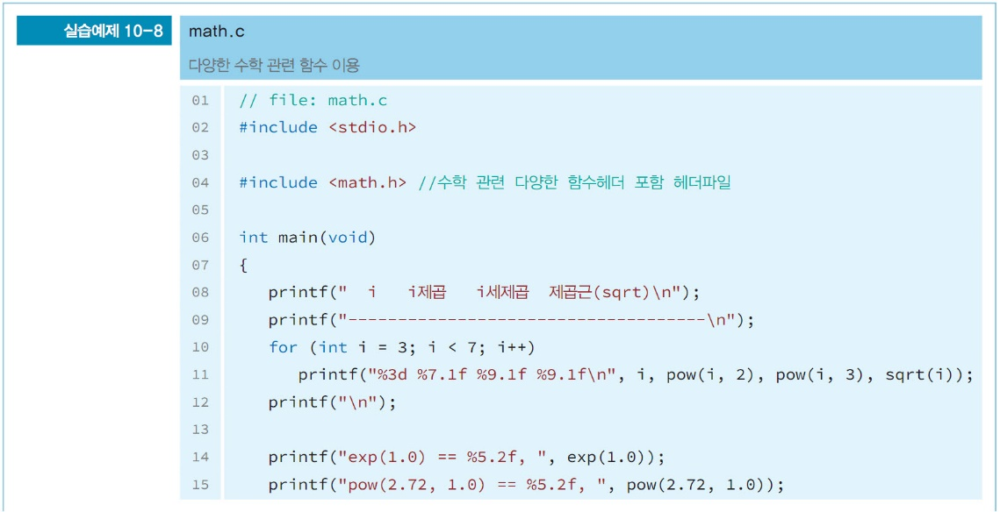 실습예제 10-8
math.c
다양한 수학 관련 함수 이용
01 // file: math.c
02 #include <stdio.h>
03
04 #include <math.h> //수학 관련 다양한 함수헤더 포함 헤더파일
05
06 int main(void)
07 {
08    printf("  i   i제곱   i세제곱  제곱근(sqrt)\n");
09    printf("------------------------------------\n");
10    for (int i = 3; i < 7; i++)
11       printf("%3d %7.1f %9.1f %9.1f\n", i, pow(i, 2), pow(i, 3), sqrt(i));
12    printf("\n");
13
14    printf("exp(1.0) == %5.2f, ", exp(1.0));
15    printf("pow(2.72, 1.0) == %5.2f, ", pow(2.72, 1.0));